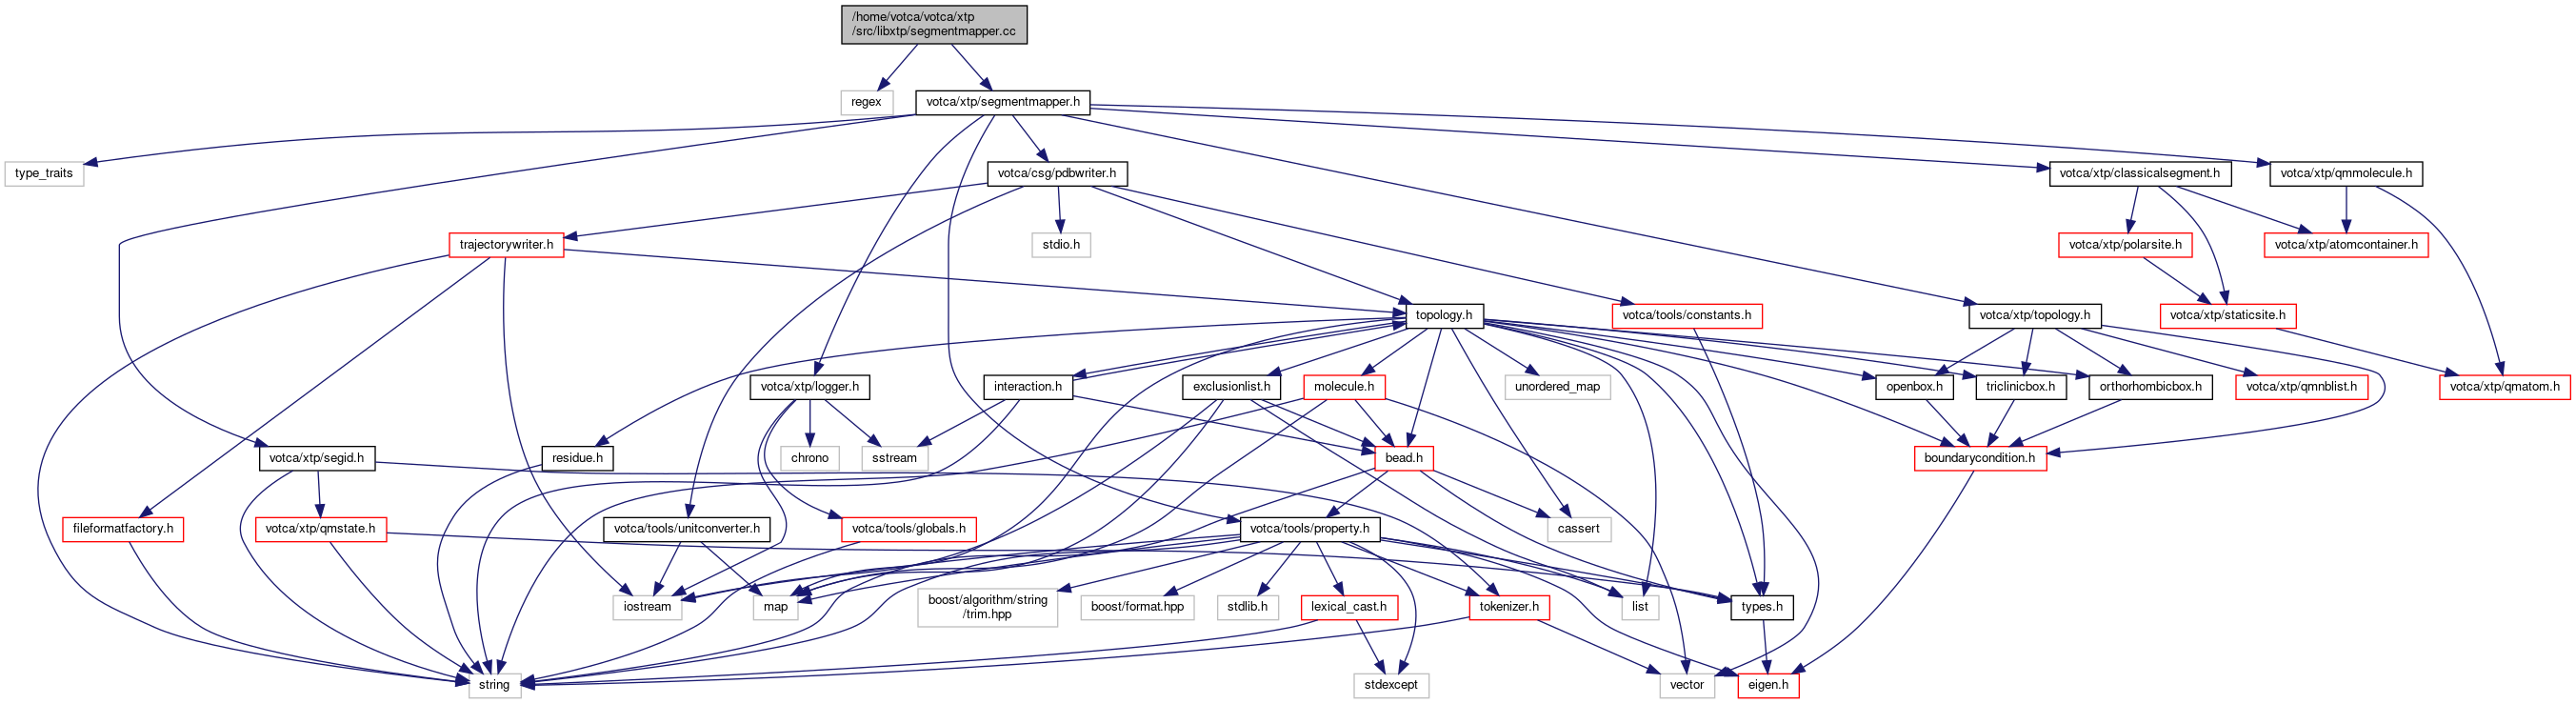 /home/votca/votca/xtp
/src/libxtp/segmentmapper.cc
regex
votca/xtp/segmentmapper.h
type_traits
votca/csg/pdbwriter.h
votca/xtp/classicalsegment.h
votca/xtp/qmmolecule.h
trajectorywriter.h
stdio.h
votca/xtp/polarsite.h
votca/xtp/atomcontainer.h
topology.h
votca/tools/constants.h
votca/xtp/topology.h
votca/xtp/staticsite.h
votca/xtp/logger.h
interaction.h
exclusionlist.h
molecule.h
unordered_map
openbox.h
triclinicbox.h
orthorhombicbox.h
votca/xtp/qmnblist.h
votca/xtp/qmatom.h
votca/xtp/segid.h
residue.h
chrono
sstream
bead.h
boundarycondition.h
fileformatfactory.h
votca/xtp/qmstate.h
votca/tools/unitconverter.h
votca/tools/globals.h
votca/tools/property.h
cassert
iostream
map
boost/algorithm/string
/trim.hpp
boost/format.hpp
stdlib.h
lexical_cast.h
tokenizer.h
list
types.h
string
stdexcept
vector
eigen.h